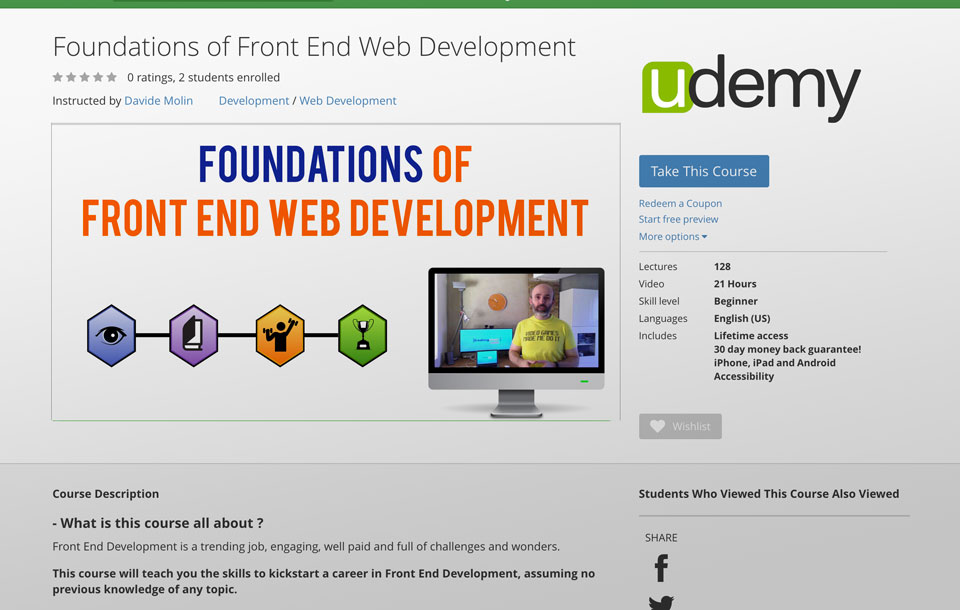 Foundations of Front End Web Development
0 ratings, 2 students enrolled
Instructed by Davide Molin Development / Web Development
FOUNDATIONS OF
FRONT END WEB DEVELOPMENT
VIDEO GAMES
MADE ME DO IT
udemy
Take This Course
Redeem a Coupon
Start free preview
More options
Lectures 128
Video 21 Hours
Skill level Beginner
Languages English (US)
Includes Lifetime access
30 day money back guarantee!
iPhone, iPad and Android
Accessibility
Wishlist
Course Description
- What is this course all about ?
Front End Development is a trending job, engaging, well paid and full of challenges and wonders.
This course will teach you the skills to kickstart a career in Front End Development, assuming no
previous knowledge of any topic.
Students Who Viewed This Course Also Viewed
SHARE